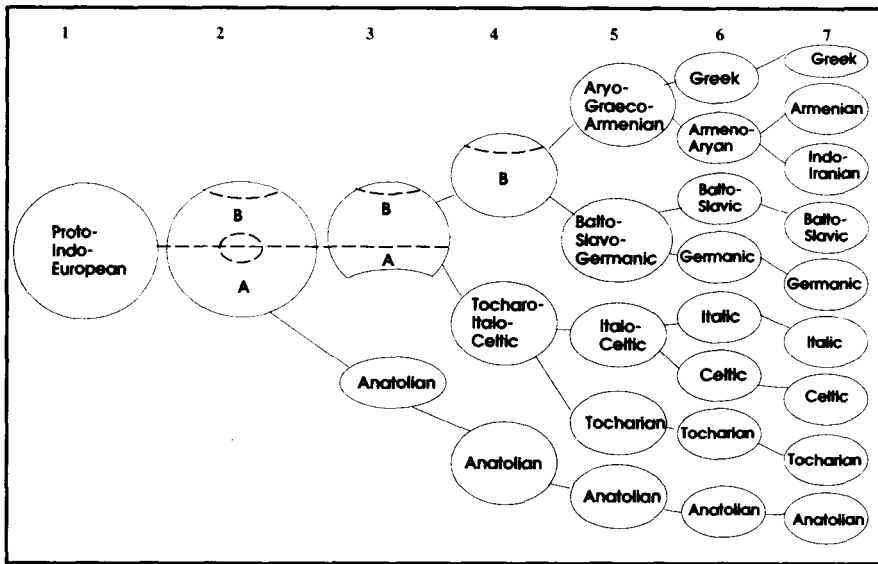 1 2 3 4 5 6 7
Proto-
Indo-
European
B
A
B
A
Anatolian
B
Tocharo-
Italo-
Celtic
Anatolian
Aryo-
Graeco-
Armenian
Balto-
Slavo-
Germanic
Italo-
Celtic
Tocharian
Anatolian
Greek
Armeno-
Aryan
Balto-
Slavic
Germanic
Italic
Celtic
Tocharian
Anatolian
Greek
Armenian
Indo-
Iranian
Balto-
Slavic
Germanic
Italic
Celtic
Tocharian
Anatolian